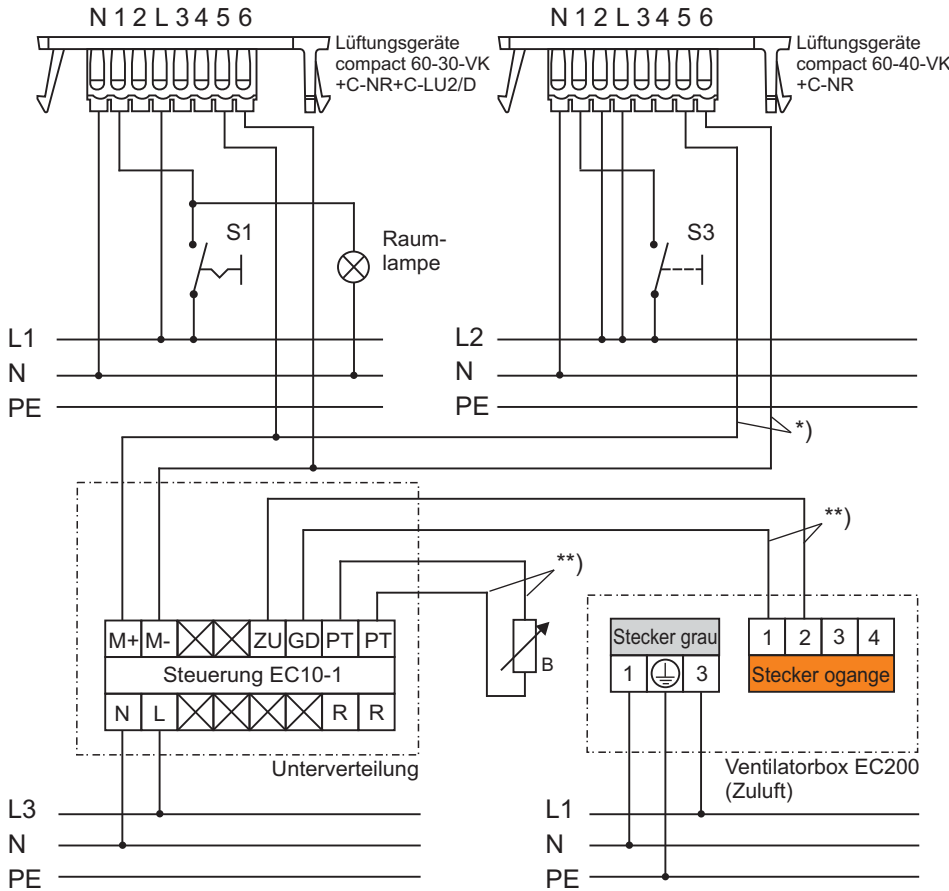 N 1 2 L 3 4 5 6
Lüftungsgeräte
compact 60-30-VK
+C-NR+C-LU2/D
N 1 2 L 3 4 5 6
Lüftungsgeräte
compact 60-40-VK
+C-NR
S1
Raum-
lampe
S3
L1
N
PE
L2
N
PE
*)
**)
**)
M+ M- ZU GD PT PT
Steuerung EC10-1
N L R R
B
Stecker grau
1 3
1 2 3 4
Stecker ogange
Unterverteilung
Ventilatorbox EC200
(Zuluft)
L3
N
PE
L1
N
PE